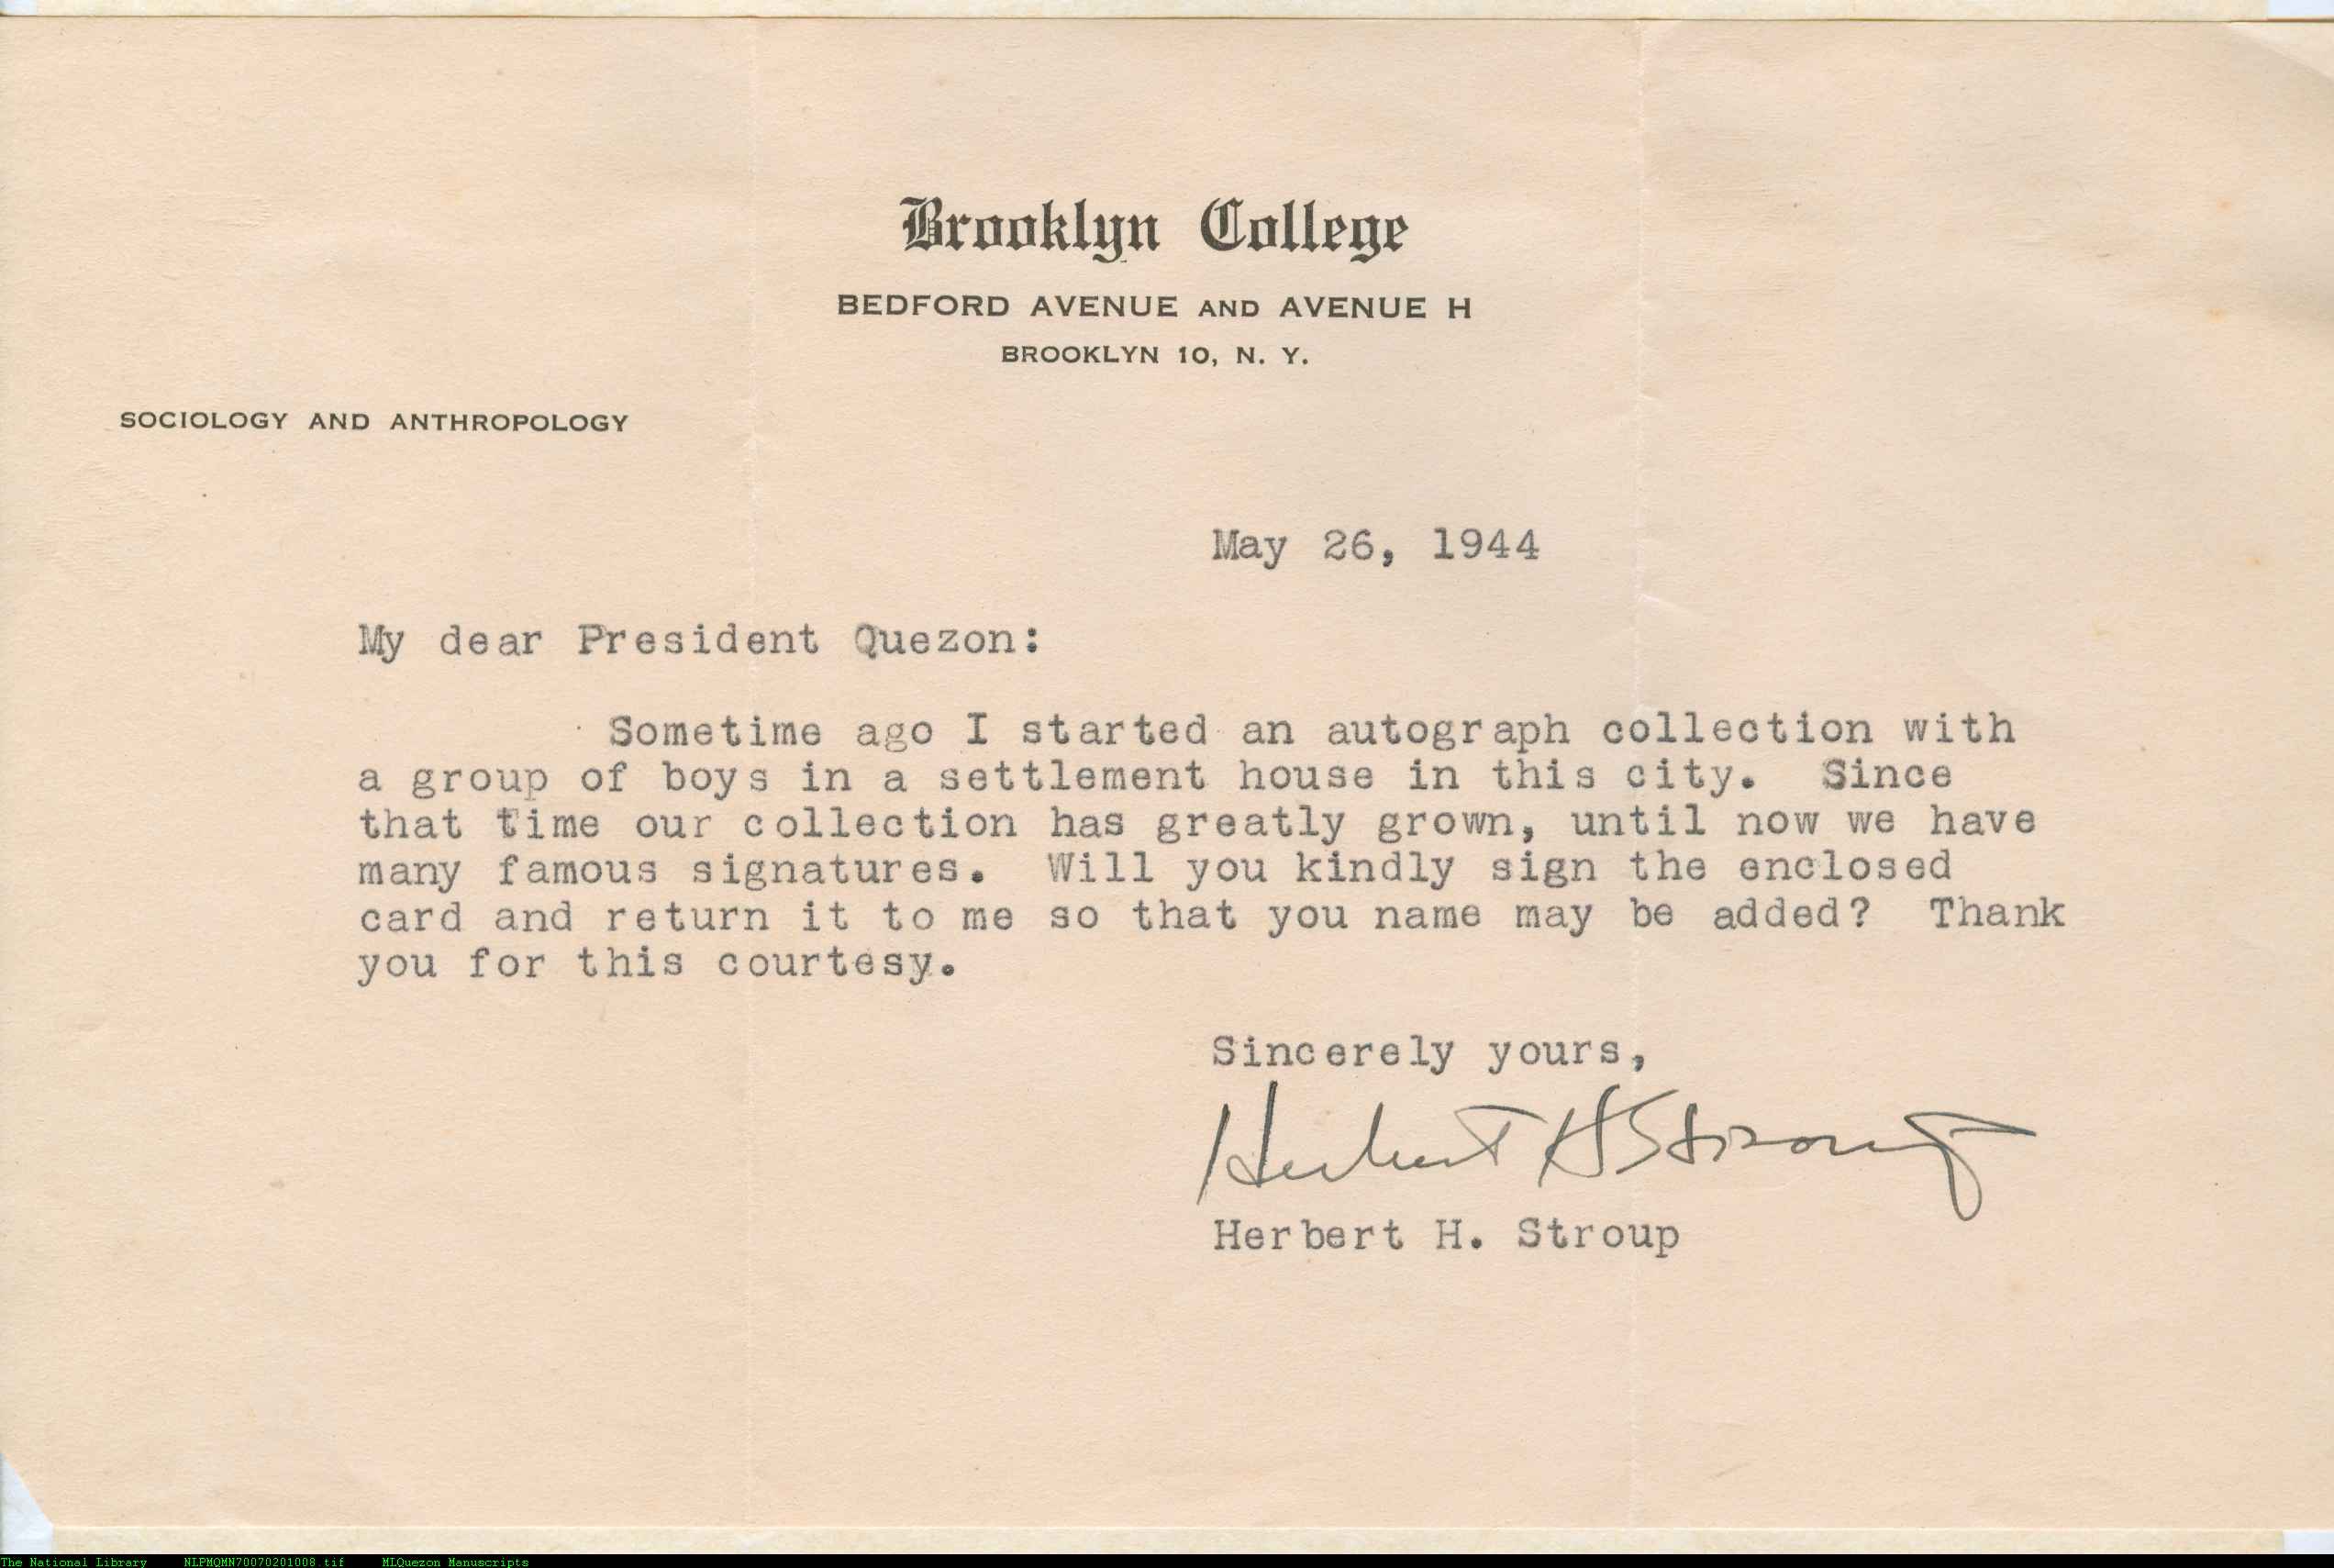 Brooklyn College
BEDFORD AVENUE AND AVENUE H
BROOKLYN 10, N. Y.
SOCIOLOGY AND ANTHROPOLOGY
May 26, 1944
My dear President Quezon:
Sometime ago I started an autograph collection with
a group of boys in a settlement house in this city. Since
that time our collection has greatly grown, until now we have
many famous signatures. Will you kindly sign the enclosed
card and return it to me so that you name may be added? Thank
you for this courtesy.
Sincerely yours,
Herbert H Stroup
Herbert H. Stroup
The National Library NLPMQMN70070201008.tif MLQuezon Manuscripts